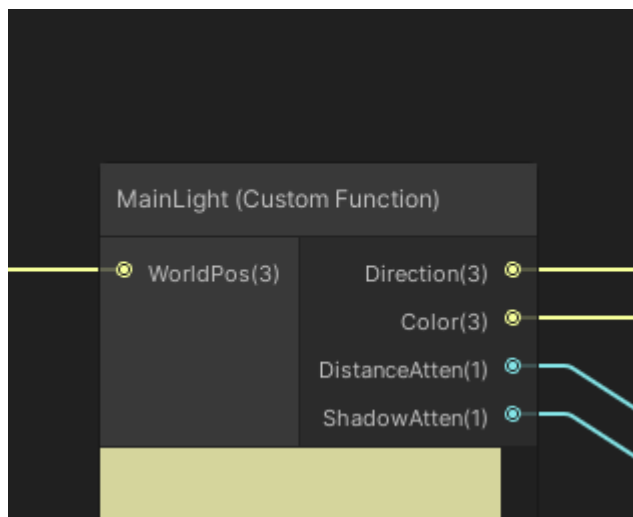 MainLight (Custom Function)
WorldPos(3)
Direction(3)
Color(3)
DistanceAtten(1)
ShadowAtten(1)